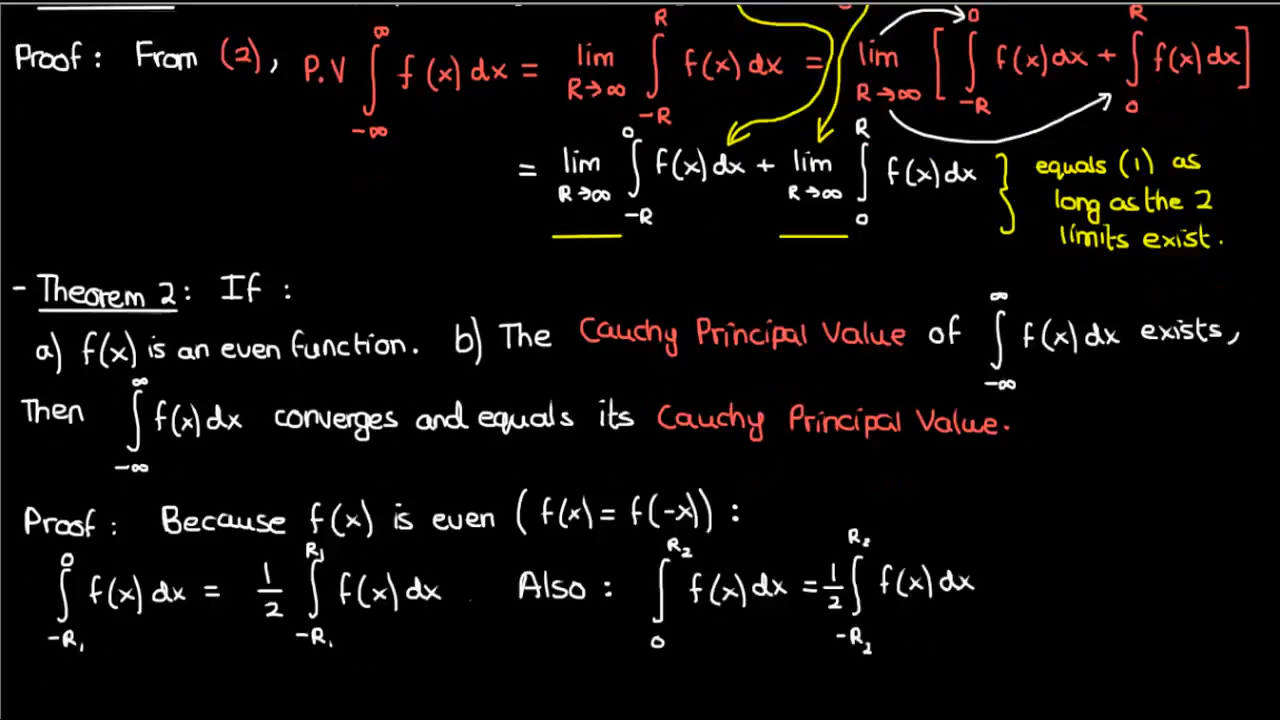 Proof: From (2), P.V ∫_{-∞}^{∞} f(x) dx = lim_{R→∞} ∫_{-R}^{R} f(x) dx = lim_{R→∞} [ ∫_{-R}^{0} f(x) dx + ∫_{0}^{R} f(x) dx ]
= lim_{R→∞} ∫_{-R}^{0} f(x) dx + lim_{R→∞} ∫_{0}^{R} f(x) dx } equals (1) as
long as the 2
limits exist.
- Theorem 2: If :
a) f(x) is an even function. b) The Cauchy Principal Value of ∫_{-∞}^{∞} f(x) dx exists,
Then ∫_{-∞}^{∞} f(x) dx converges and equals its Cauchy Principal Value.
Proof: Because f(x) is even (f(x) = f(-x)) :
∫_{-R₁}^{0} f(x) dx = 1/2 ∫_{-R₁}^{R₁} f(x) dx Also: ∫_{0}^{R₂} f(x) dx = 1/2 ∫_{-R₂}^{R₂} f(x) dx